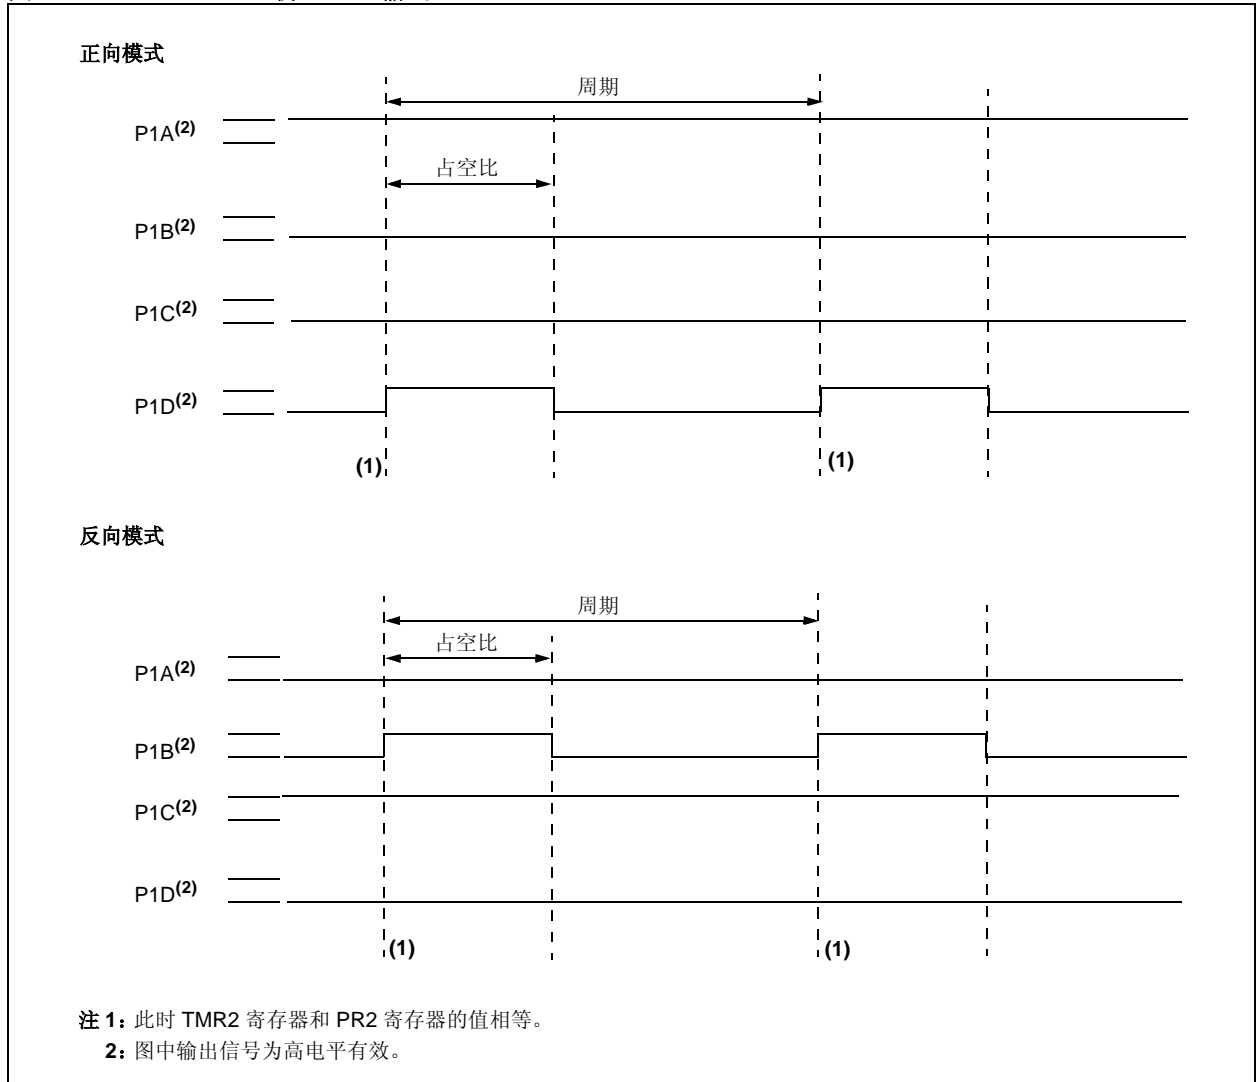 正向模式
周期
P1A(2)
占空比
P1B(2)
P1C(2)
P1D(2)
(1)
(1)
反向模式
周期
占空比
P1A(2)
P1B(2)
P1C(2)
P1D(2)
(1)
(1)
注 1：此时 TMR2 寄存器和 PR2 寄存器的值相等。
2：图中输出信号为高电平有效。